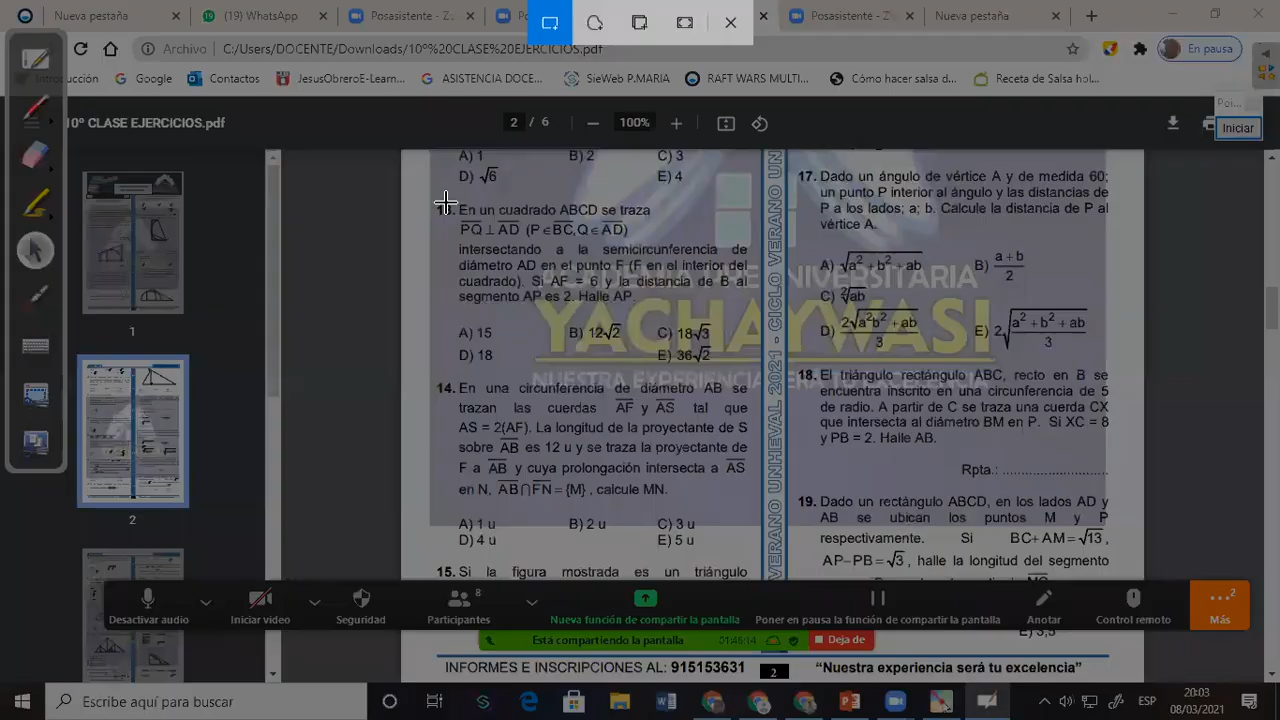 Nueva pestaña
(19) WhatsApp
Posasistente - Z
Nueva pestaña
Archivo
C:/Users/DOCENTE/Downloads/10º%20CLASE%20EJERCICIOS.pdf
En pausa
Introducción
Google
Contactos
JesusObreroE-Learn...
ASISTENCIA DOCE...
SieWeb P.MARIA
RAFT WARS MULTI...
Cómo hacer salsa d...
Receta de Salsa hol...
Iniciar
10º CLASE EJERCICIOS.pdf
2 / 6
100%
1
2
A) 1 B) 2 C) 3
D) √6 E) 4
En un cuadrado ABCD se traza
PQ ⊥ AD (P ∈ BC, Q ∈ AD)
intersectando a la semicircunferencia de
diámetro AD en el punto F (F en el interior del
cuadrado). Si AF = 6 y la distancia de B al
segmento AP es 2. Halle AP.
A) 15 B) 12√2 C) 18√3
D) 18 E) 36√2
14. En una circunferencia de diámetro AB se
trazan las cuerdas AF y AS tal que
AS = 2(AF). La longitud de la proyectante de S
sobre AB es 12 u y se traza la proyectante de
F a AB y cuya prolongación intersecta a AS
en N, AB∩FN = {M}, calcule MN.
A) 1 u B) 2 u C) 3 u
D) 4 u E) 5 u
15. Si la figura mostrada es un triángulo
VERANO UNHEVAL 2021 - CICLO VERANO UN
ACADEMIA PREUNIVERSITARIA
YACHAYWASI
NUESTRA EXPERIENCIA SERÁ TU EXCELENCIA
17. Dado un ángulo de vértice A y de medida 60;
un punto P interior al ángulo y las distancias de
P a los lados; a; b. Calcule la distancia de P al
vértice A.
A) √(a²+b²+ab) B) (a+b)/2
C) ²√ab
D) 2√(a²b²+ab)/3 E) 2√((a²+b²+ab)/3)
18. El triángulo rectángulo ABC, recto en B se
encuentra inscrito en una circunferencia de 5
de radio. A partir de C se traza una cuerda CX
que intersecta al diámetro BM en P. Si XC = 8
y PB = 2. Halle AB.
Rpta.: ...........................
19. Dado un rectángulo ABCD, en los lados AD y
AB se ubican los puntos M y P
respectivamente. Si BC+AM=√13,
AP−PB=√3, halle la longitud del segmento
E) 3,5
Desactivar audio
Iniciar video
Seguridad
8
Participantes
Nueva función de compartir la pantalla
Poner en pausa la función de compartir la pantalla
Anotar
Control remoto
2
Más
Está compartiendo la pantalla
Deja de
INFORMES E INSCRIPCIONES AL: 915153631
2
“Nuestra experiencia será tu excelencia”
Escribe aquí para buscar
ESP
20:03
08/03/2021